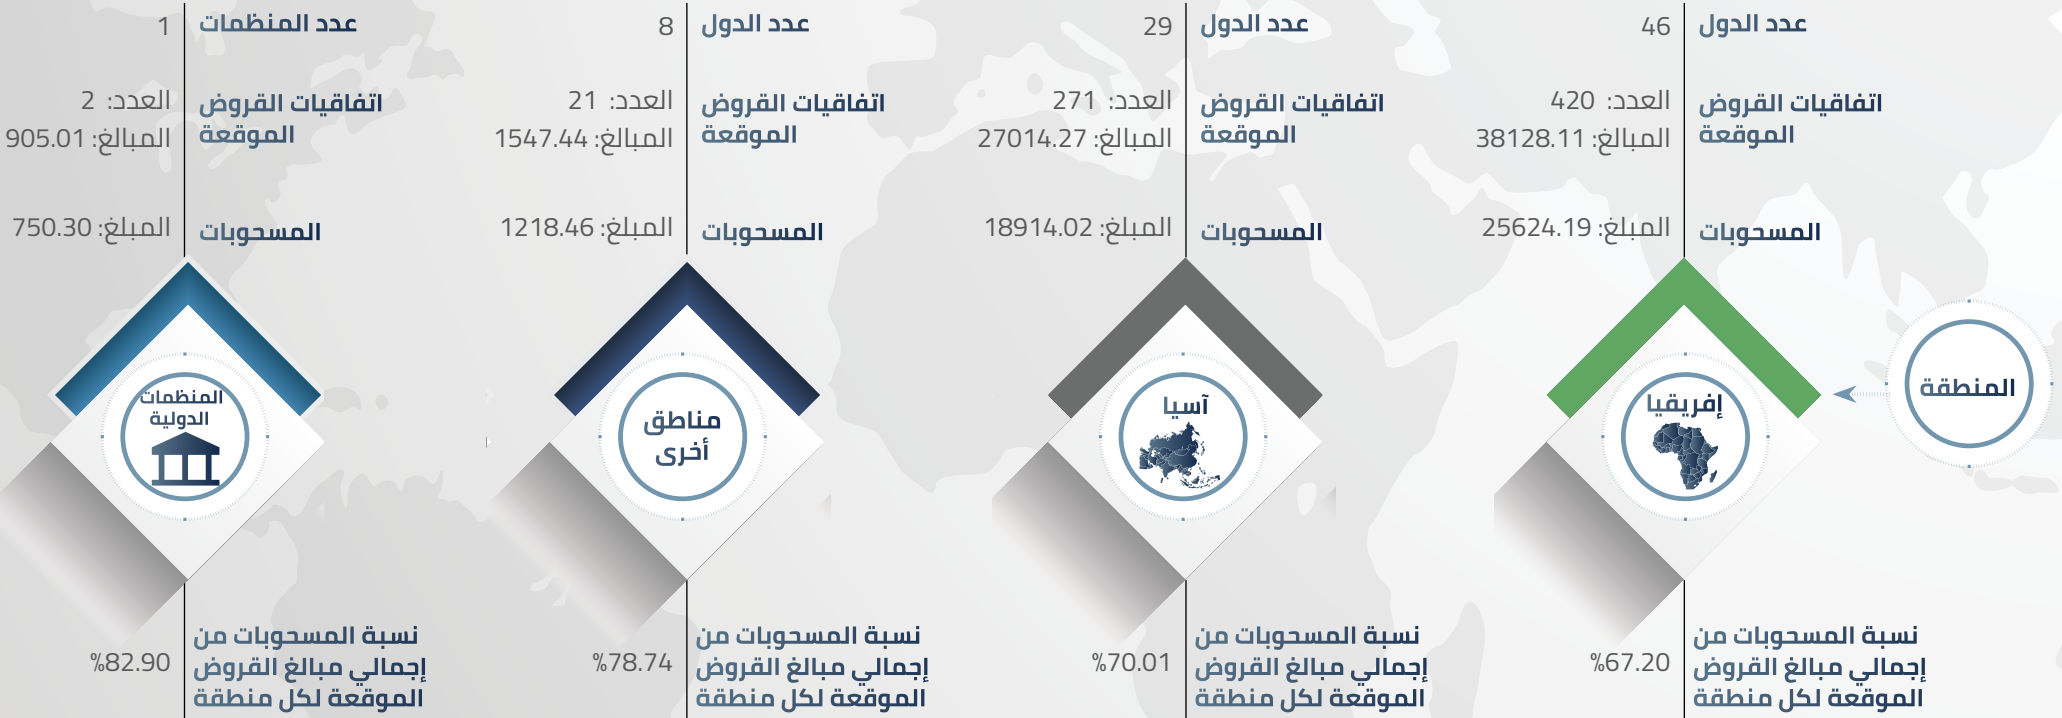 المنطقة
عدد الدول
46
اتفاقيات القروض
الموقعة
العدد: 420
المبالغ: 38128.11
المسحوبات
المبلغ: 25624.19
إفريقيا
نسبة المسحوبات من
إجمالي مبالغ القروض
الموقعة لكل منطقة
%67.20
عدد الدول
29
اتفاقيات القروض
الموقعة
العدد: 271
المبالغ: 27014.27
المسحوبات
المبلغ: 18914.02
آسيا
نسبة المسحوبات من
إجمالي مبالغ القروض
الموقعة لكل منطقة
%70.01
عدد الدول
8
اتفاقيات القروض
الموقعة
العدد: 21
المبالغ: 1547.44
المسحوبات
المبلغ: 1218.46
مناطق
أخرى
نسبة المسحوبات من
إجمالي مبالغ القروض
الموقعة لكل منطقة
%78.74
عدد المنظمات
1
اتفاقيات القروض
الموقعة
العدد: 2
المبالغ: 905.01
المسحوبات
المبلغ: 750.30
المنظمات
الدولية
نسبة المسحوبات من
إجمالي مبالغ القروض
الموقعة لكل منطقة
%82.90